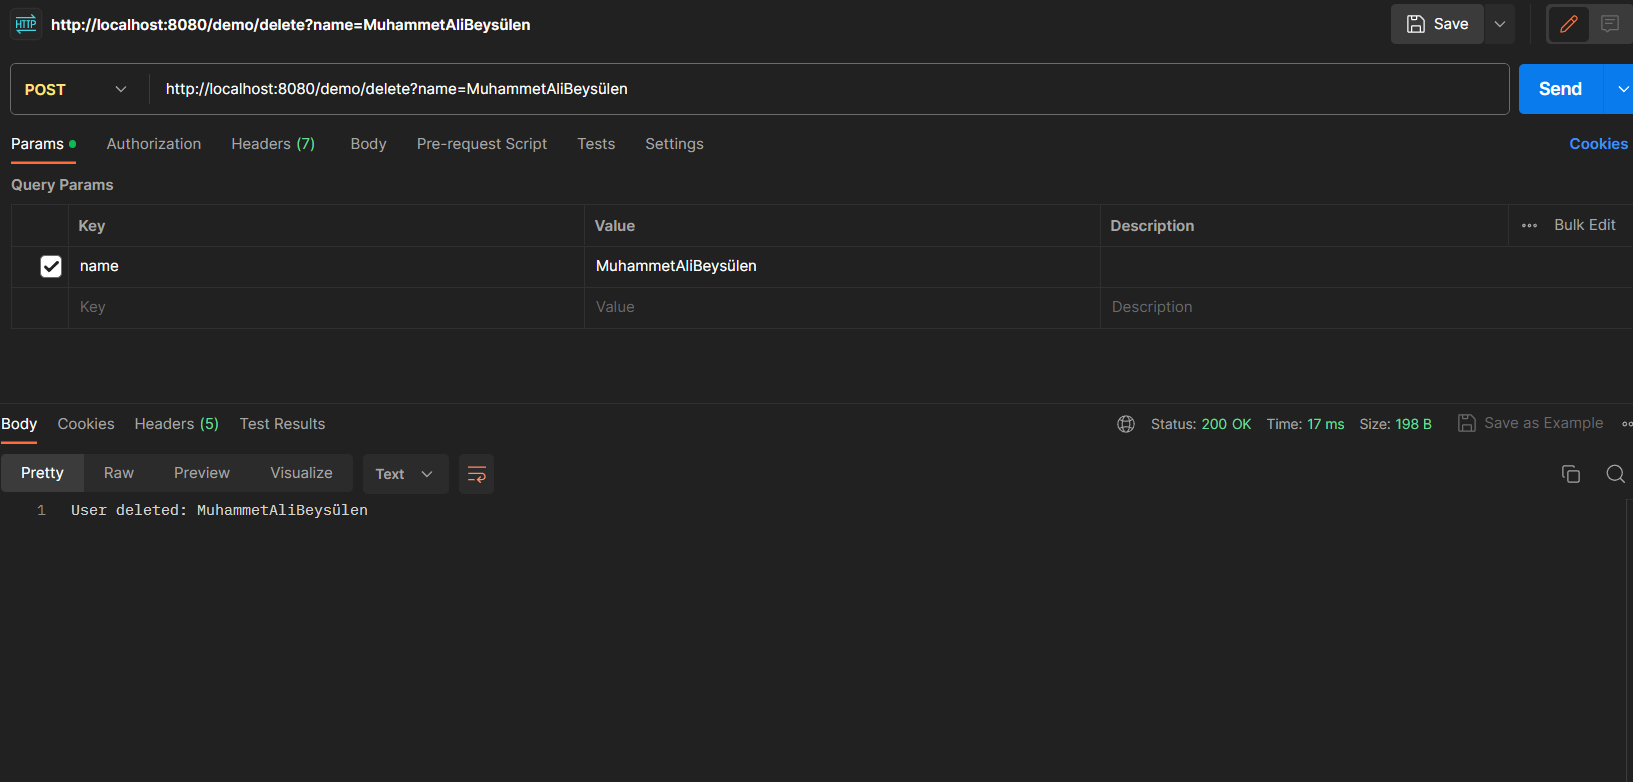 HTTP http://localhost:8080/demo/delete?name=MuhammetAliBeysülen Save
POST http://localhost:8080/demo/delete?name=MuhammetAliBeysülen Send
Params Authorization Headers (7) Body Pre-request Script Tests Settings Cookies
Query Params
Key Value Description Bulk Edit
name MuhammetAliBeysülen
Key Value Description
Body Cookies Headers (5) Test Results Status: 200 OK Time: 17 ms Size: 198 B Save as Example
Pretty Raw Preview Visualize Text
1 User deleted: MuhammetAliBeysülen